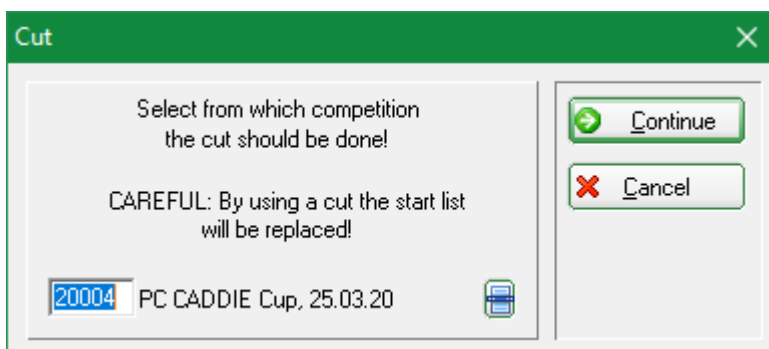 Cut
Select from which competition
the cut should be done!
CAREFUL: By using a cut the start list
will be replaced!
20004 PC CADDIE Cup, 25.03.20
Continue
Cancel